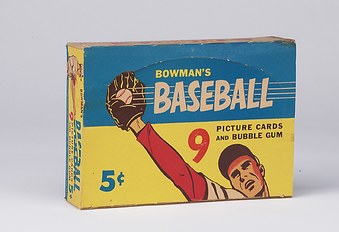 BOWMAN'S
BASEBALL
9
PICTURE CARDS
AND BUBBLE GUM
5¢
BASEBALL